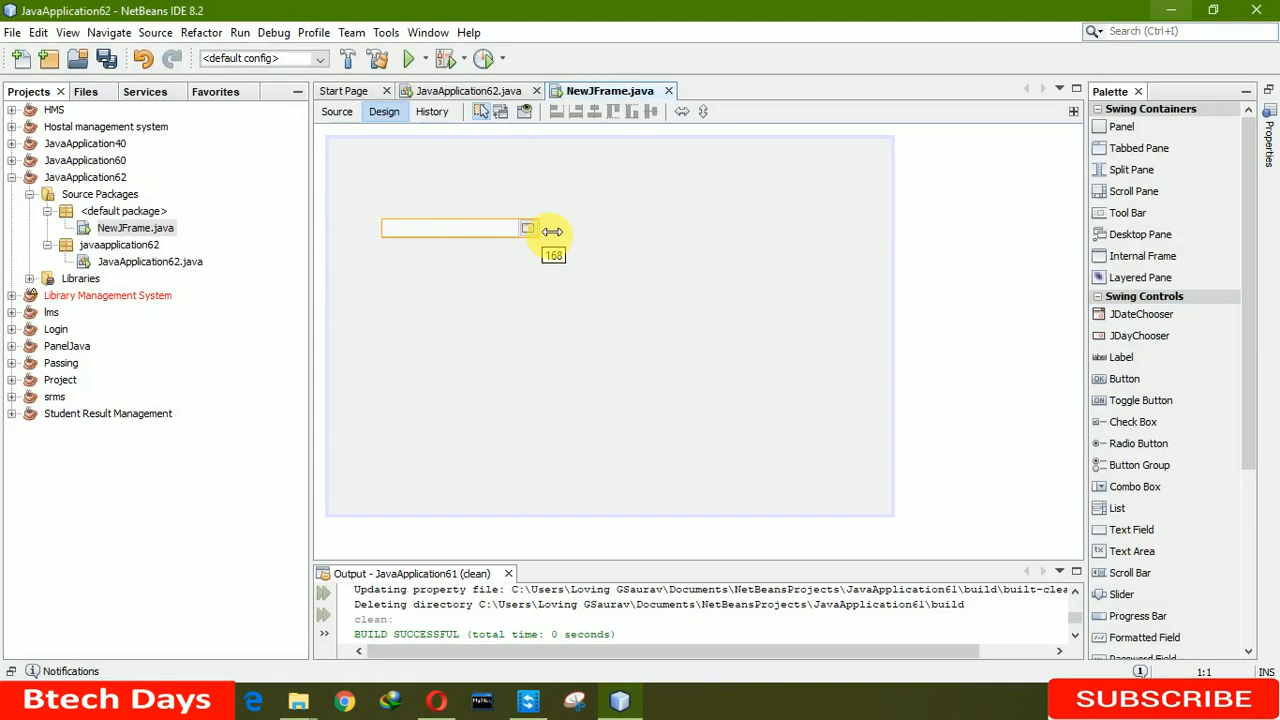 JavaApplication62 - NetBeans IDE 8.2
File Edit View Navigate Source Refactor Run Debug Profile Team Tools Window Help
Search (Ctrl+I)
<default config>
Projects Files Services Favorites
HMS
Hostal management system
JavaApplication40
JavaApplication60
JavaApplication62
Source Packages
<default package>
NewJFrame.java
javaapplication62
JavaApplication62.java
Libraries
Library Management System
lms
Login
PanelJava
Passing
Project
srms
Student Result Management
Start Page JavaApplication62.java NewJFrame.java
Source Design History
168
Palette
Swing Containers
Panel
Tabbed Pane
Split Pane
Scroll Pane
Tool Bar
Desktop Pane
Internal Frame
Layered Pane
Swing Controls
JDateChooser
JDayChooser
label Label
OK Button
ON Toggle Button
Check Box
Radio Button
Button Group
Combo Box
List
Text Field
Text Area
Scroll Bar
Slider
Progress Bar
Formatted Field
Password Field
Properties
Output - JavaApplication61 (clean)
Updating property file: C:\Users\Loving GSaurav\Documents\NetBeansProjects\JavaApplication61\build\built-clea
Deleting directory C:\Users\Loving GSaurav\Documents\NetBeansProjects\JavaApplication61\build
clean:
BUILD SUCCESSFUL (total time: 0 seconds)
Notifications
1:1
INS
Btech Days
SUBSCRIBE